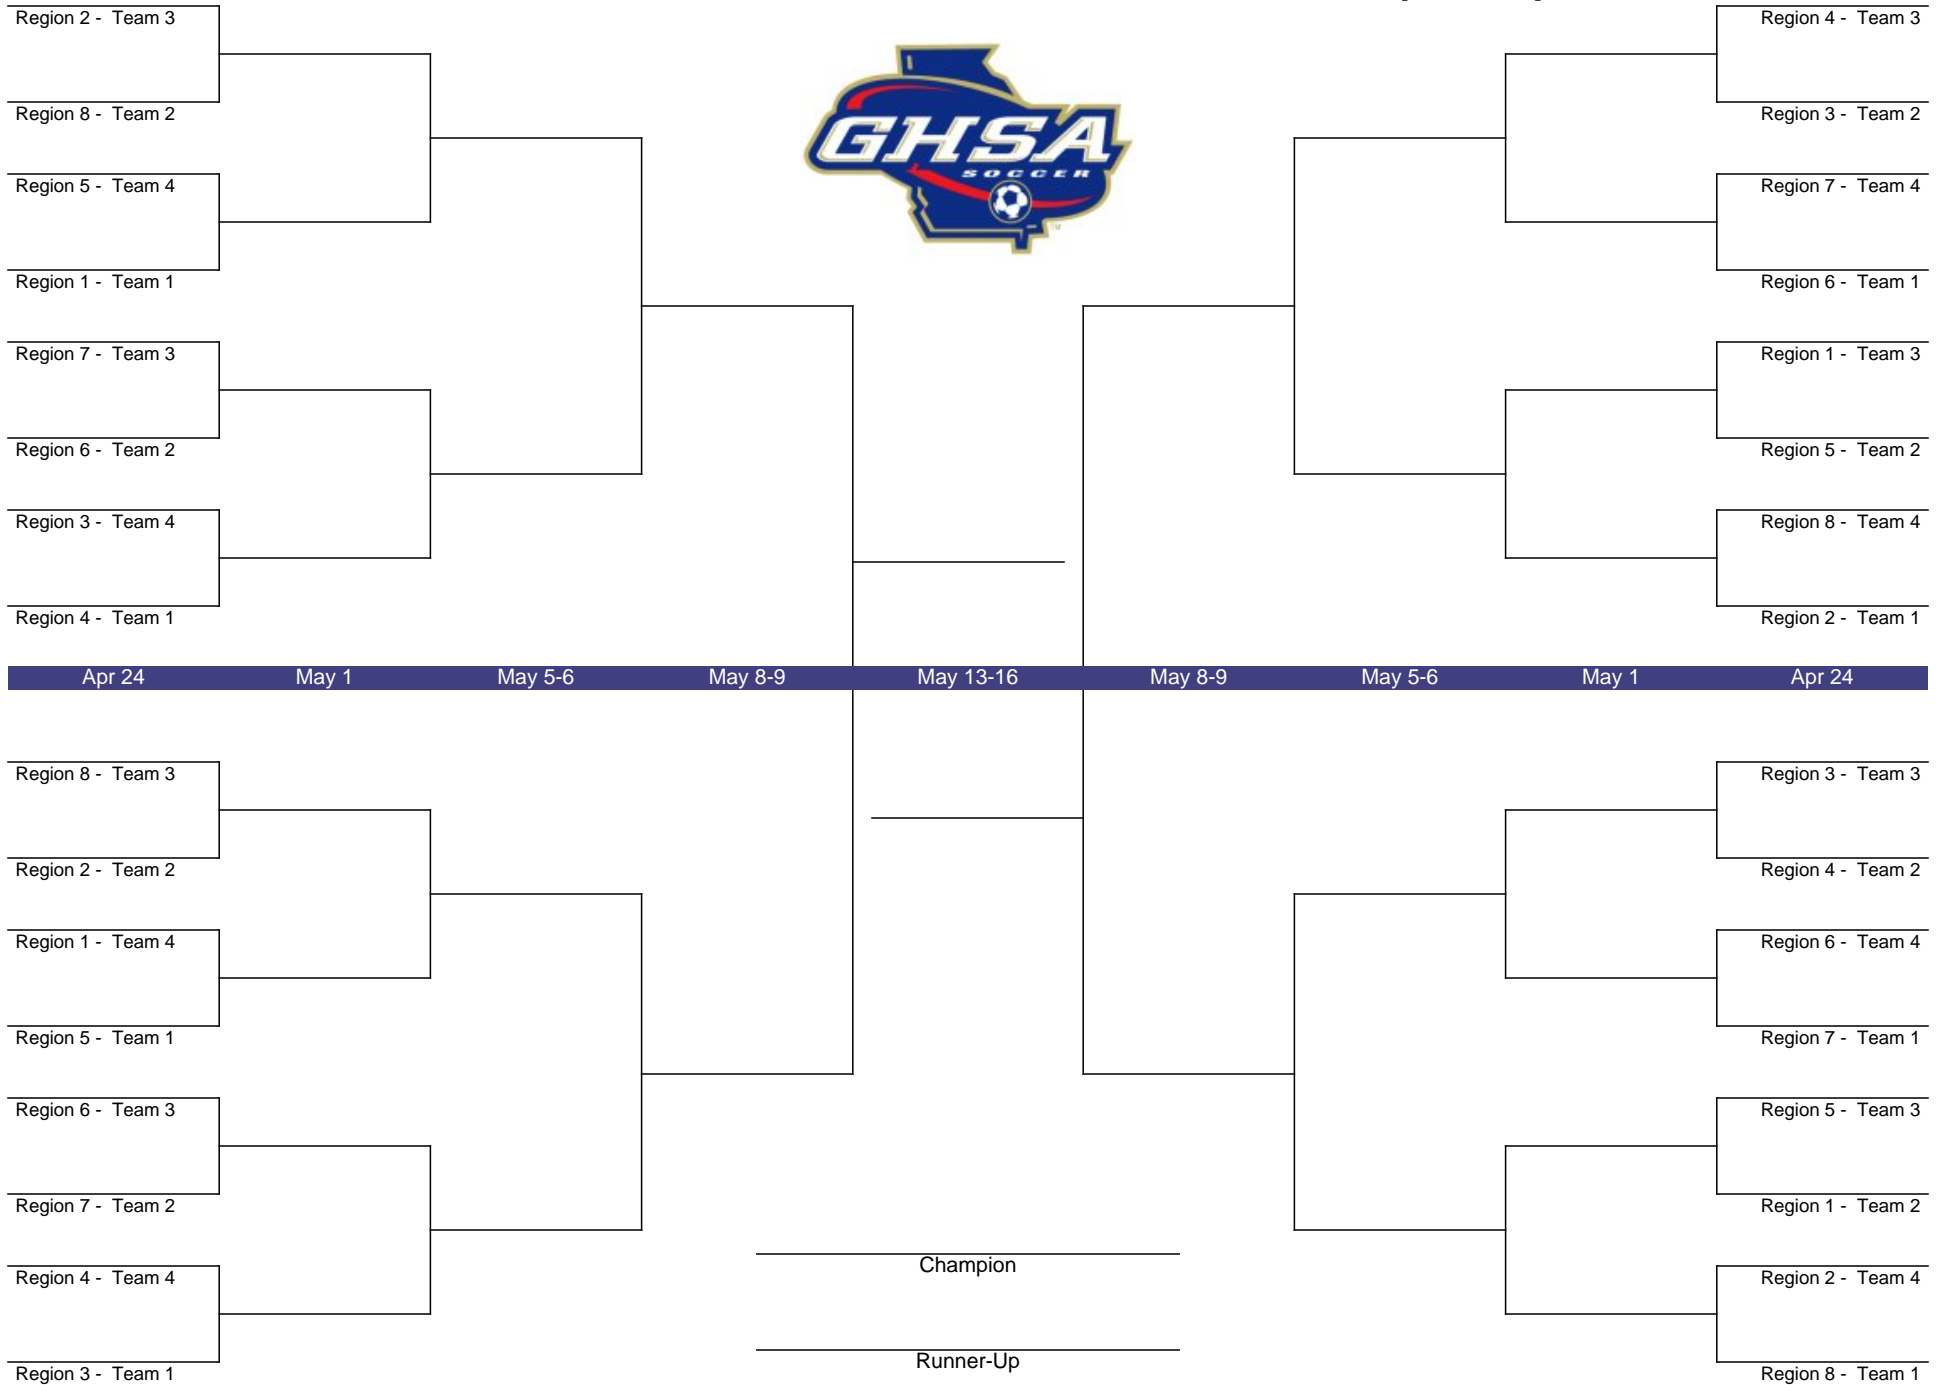 Region 2 - Team 3
Region 8 - Team 2
Region 5 - Team 4
Region 1 - Team 1
Region 7 - Team 3
Region 6 - Team 2
Region 3 - Team 4
Region 4 - Team 1
GHSA
SOCCER
TM
Region 4 - Team 3
Region 3 - Team 2
Region 7 - Team 4
Region 6 - Team 1
Region 1 - Team 3
Region 5 - Team 2
Region 8 - Team 4
Region 2 - Team 1
Apr 24 May 1 May 5-6 May 8-9 May 13-16 May 8-9 May 5-6 May 1 Apr 24
Region 8 - Team 3
Region 2 - Team 2
Region 1 - Team 4
Region 5 - Team 1
Region 6 - Team 3
Region 7 - Team 2
Region 4 - Team 4
Region 3 - Team 1
Champion
Runner-Up
Region 3 - Team 3
Region 4 - Team 2
Region 6 - Team 4
Region 7 - Team 1
Region 5 - Team 3
Region 1 - Team 2
Region 2 - Team 4
Region 8 - Team 1